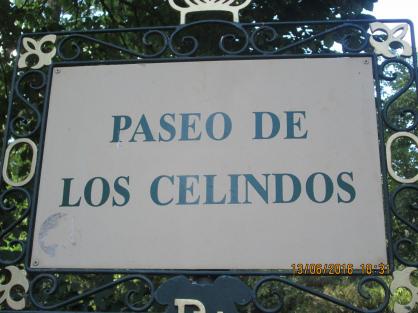 PASEO DE
LOS CELINDOS
13/06/2016 18:31